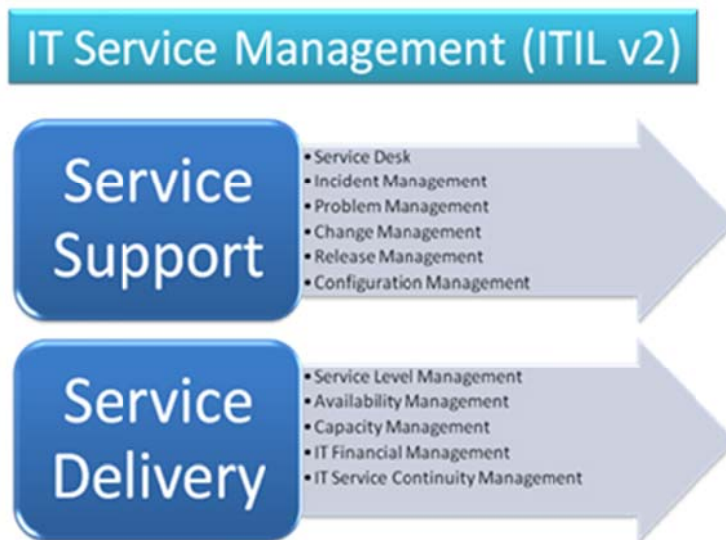 IT Service Management (ITIL v2)
Service
Support
• Service Desk
• Incident Management
• Problem Management
• Change Management
• Release Management
• Configuration Management
Service
Delivery
• Service Level Management
• Availability Management
• Capacity Management
• IT Financial Management
• IT Service Continuity Management